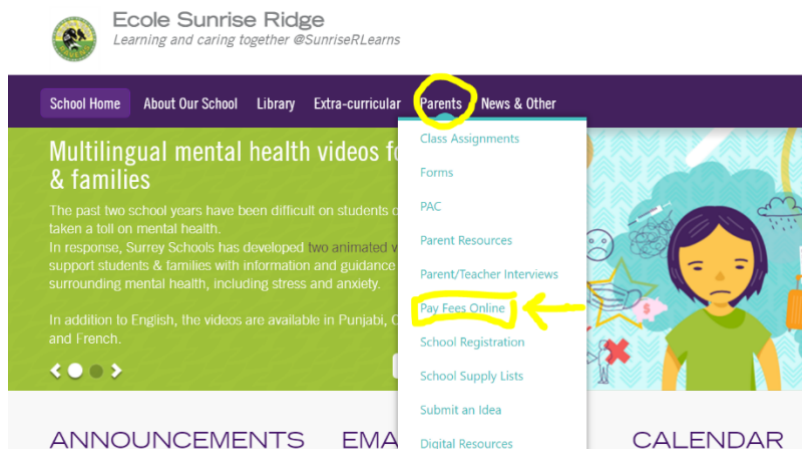 Ecole Sunrise Ridge
Learning and caring together @SunriseRLearns
School Home About Our School Library Extra-curricular Parents News & Other
Multilingual mental health videos fo
& families
The past two school years have been difficult on students
taken a toll on mental health.
In response, Surrey Schools has developed two animated v
support students & families with information and guidance
surrounding mental health, including stress and anxiety.
In addition to English, the videos are available in Punjabi,
and French.
Class Assignments
Forms
PAC
Parent Resources
Parent/Teacher Interviews
Pay Fees Online
School Registration
School Supply Lists
Submit an Idea
Digital Resources
ANNOUNCEMENTS
EMA
CALENDAR